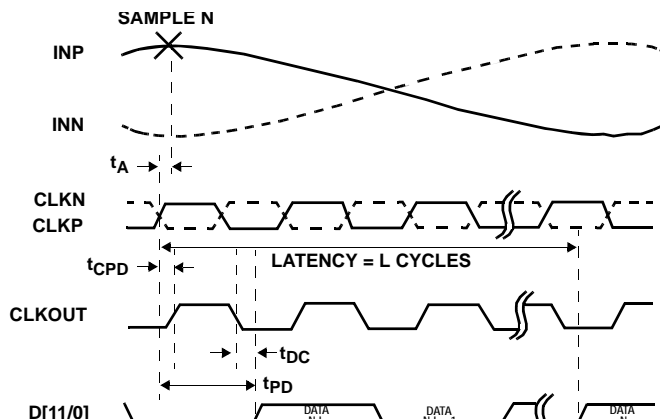 SAMPLE N
INP
INN
tA
CLKN
CLKP
LATENCY = L CYCLES
tCPD
CLKOUT
tDC
tPD
D[11/0]
DATA
DATA
DATA